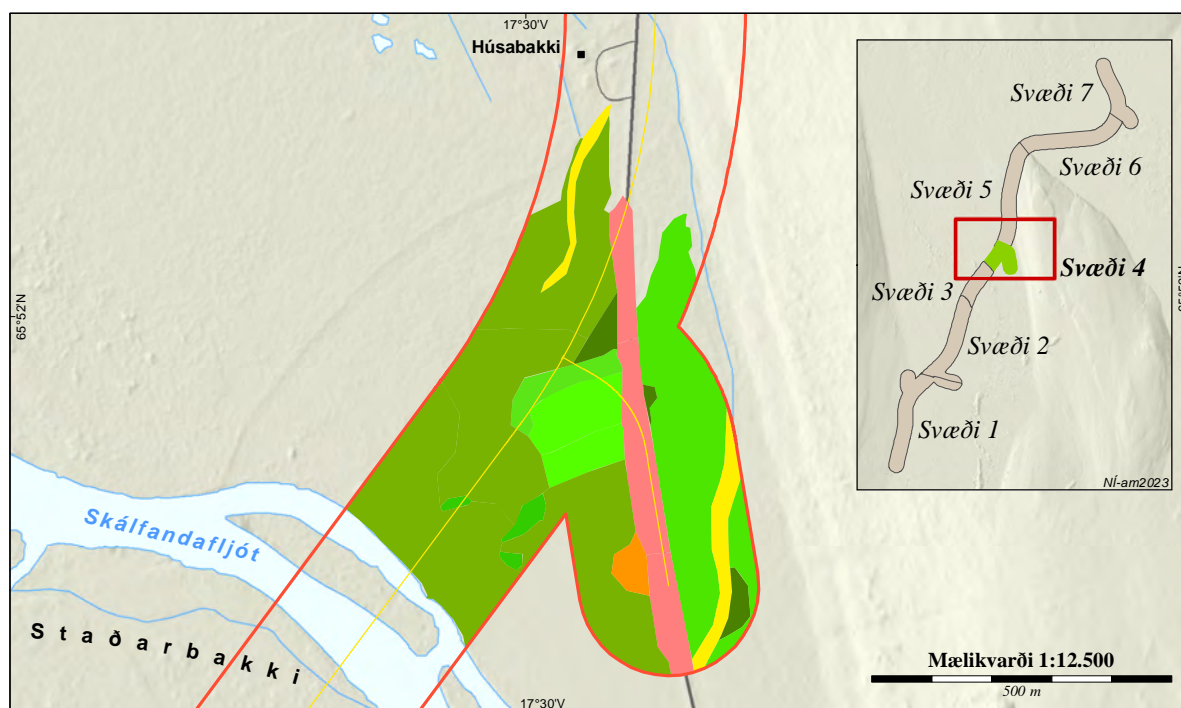 17°30'V
Húsabakki
65°52'N
Skálfandafljót
Staðarbakki
17°30'V
Svæði 7
Svæði 6
Svæði 5
Svæði 4
Svæði 3
Svæði 2
Svæði 1
NÍ-am2023
Mælikvarði 1:12.500
500 m